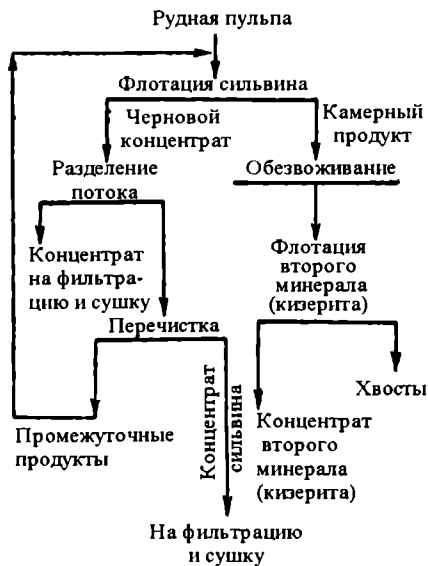 Рудная пульпа
Флотация сильвина
Черновой
концентрат
Камерный
продукт
Разделение
потока
Обезвоживание
Концентрат
на фильтра-
цию и сушку
Флотация
второго
минерала
(кизерита)
Перечистка
Хвосты
Промежуточные
продукты
Концентрат
сильвина
Концентрат
второго
минерала
(кизерита)
На фильтрацию
и сушку